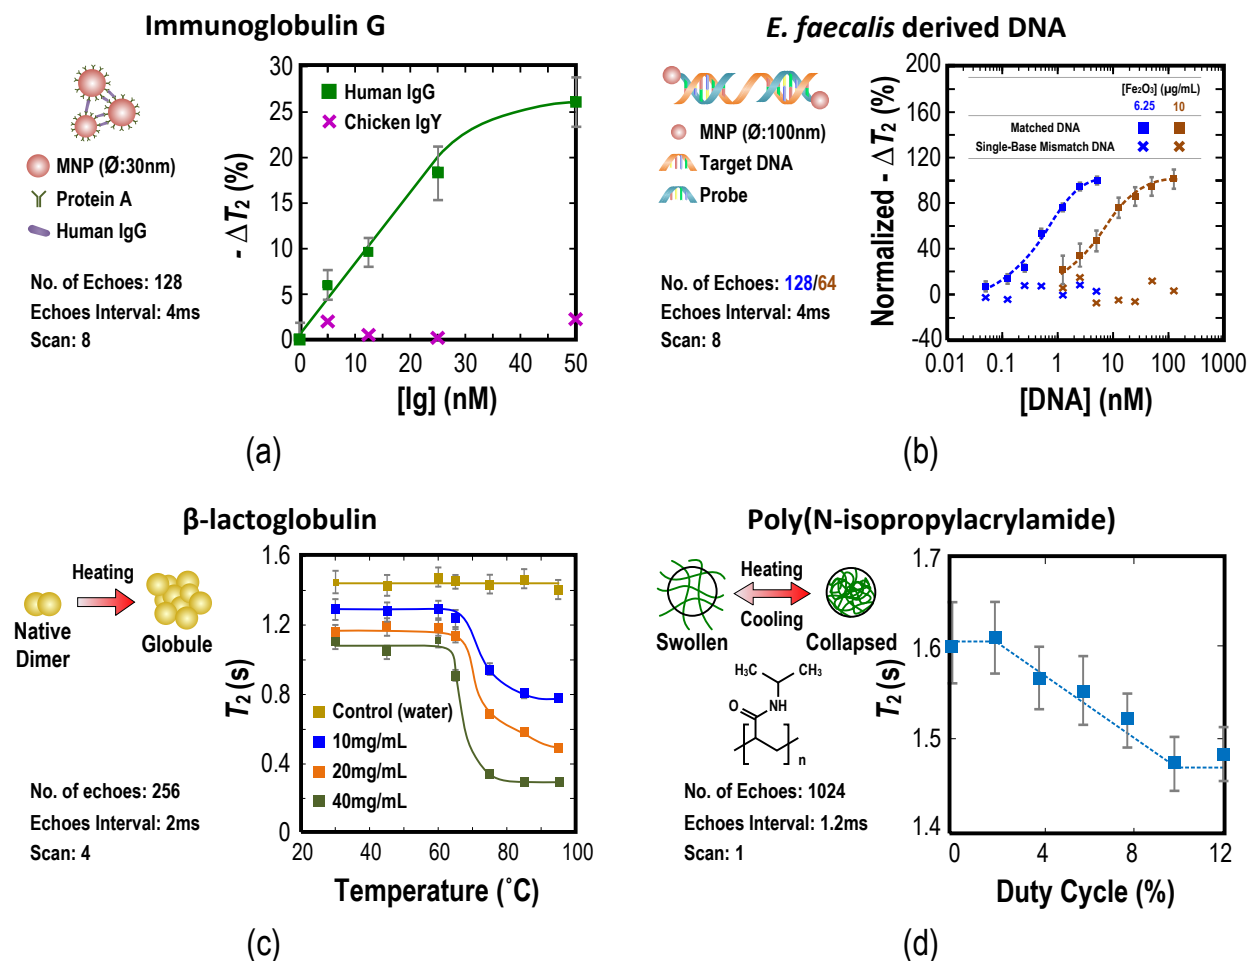 Immunoglobulin G
MNP (Ø:30nm)
Protein A
Human IgG
No. of Echoes: 128
Echoes Interval: 4ms
Scan: 8
- ΔT₂ (%)
30
25
20
15
10
5
0
Human IgG
Chicken IgY
0 10 20 30 40 50
[Ig] (nM)
(a)
E. faecalis derived DNA
MNP (Ø:100nm)
Target DNA
Probe
No. of Echoes: 128/64
Echoes Interval: 4ms
Scan: 8
Normalized - ΔT₂ (%)
200
160
120
80
40
0
-40
[Fe₂O₃] (µg/mL)
6.25 10
Matched DNA
Single-Base Mismatch DNA
0.01 0.1 1 10 100 1000
[DNA] (nM)
(b)
β-lactoglobulin
Heating
Native
Dimer
Globule
No. of echoes: 256
Echoes Interval: 2ms
Scan: 4
T₂ (s)
1.6
1.2
0.8
0.4
0
Control (water)
10mg/mL
20mg/mL
40mg/mL
20 40 60 80 100
Temperature (˚C)
(c)
Poly(N-isopropylacrylamide)
Heating
Cooling
Swollen
Collapsed
H₃C
CH₃
O
NH
n
No. of Echoes: 1024
Echoes Interval: 1.2ms
Scan: 1
T₂ (s)
1.7
1.6
1.5
1.4
0 4 8 12
Duty Cycle (%)
(d)